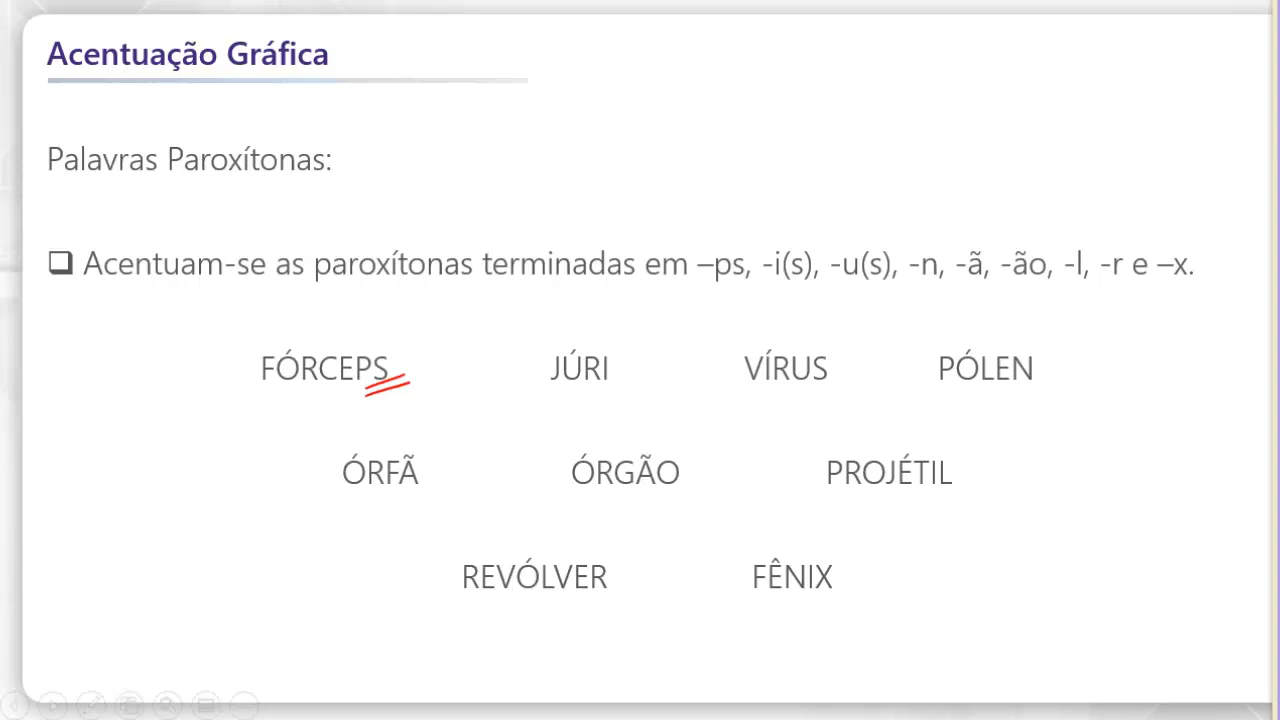 Acentuação Gráfica
Palavras Paroxítonas:
Acentuam-se as paroxítonas terminadas em –ps, -i(s), -u(s), -n, -ã, -ão, -l, -r e –x.
FÓRCEPS JÚRI VÍRUS PÓLEN
ÓRFÃ ÓRGÃO PROJÉTIL
REVÓLVER FÊNIX